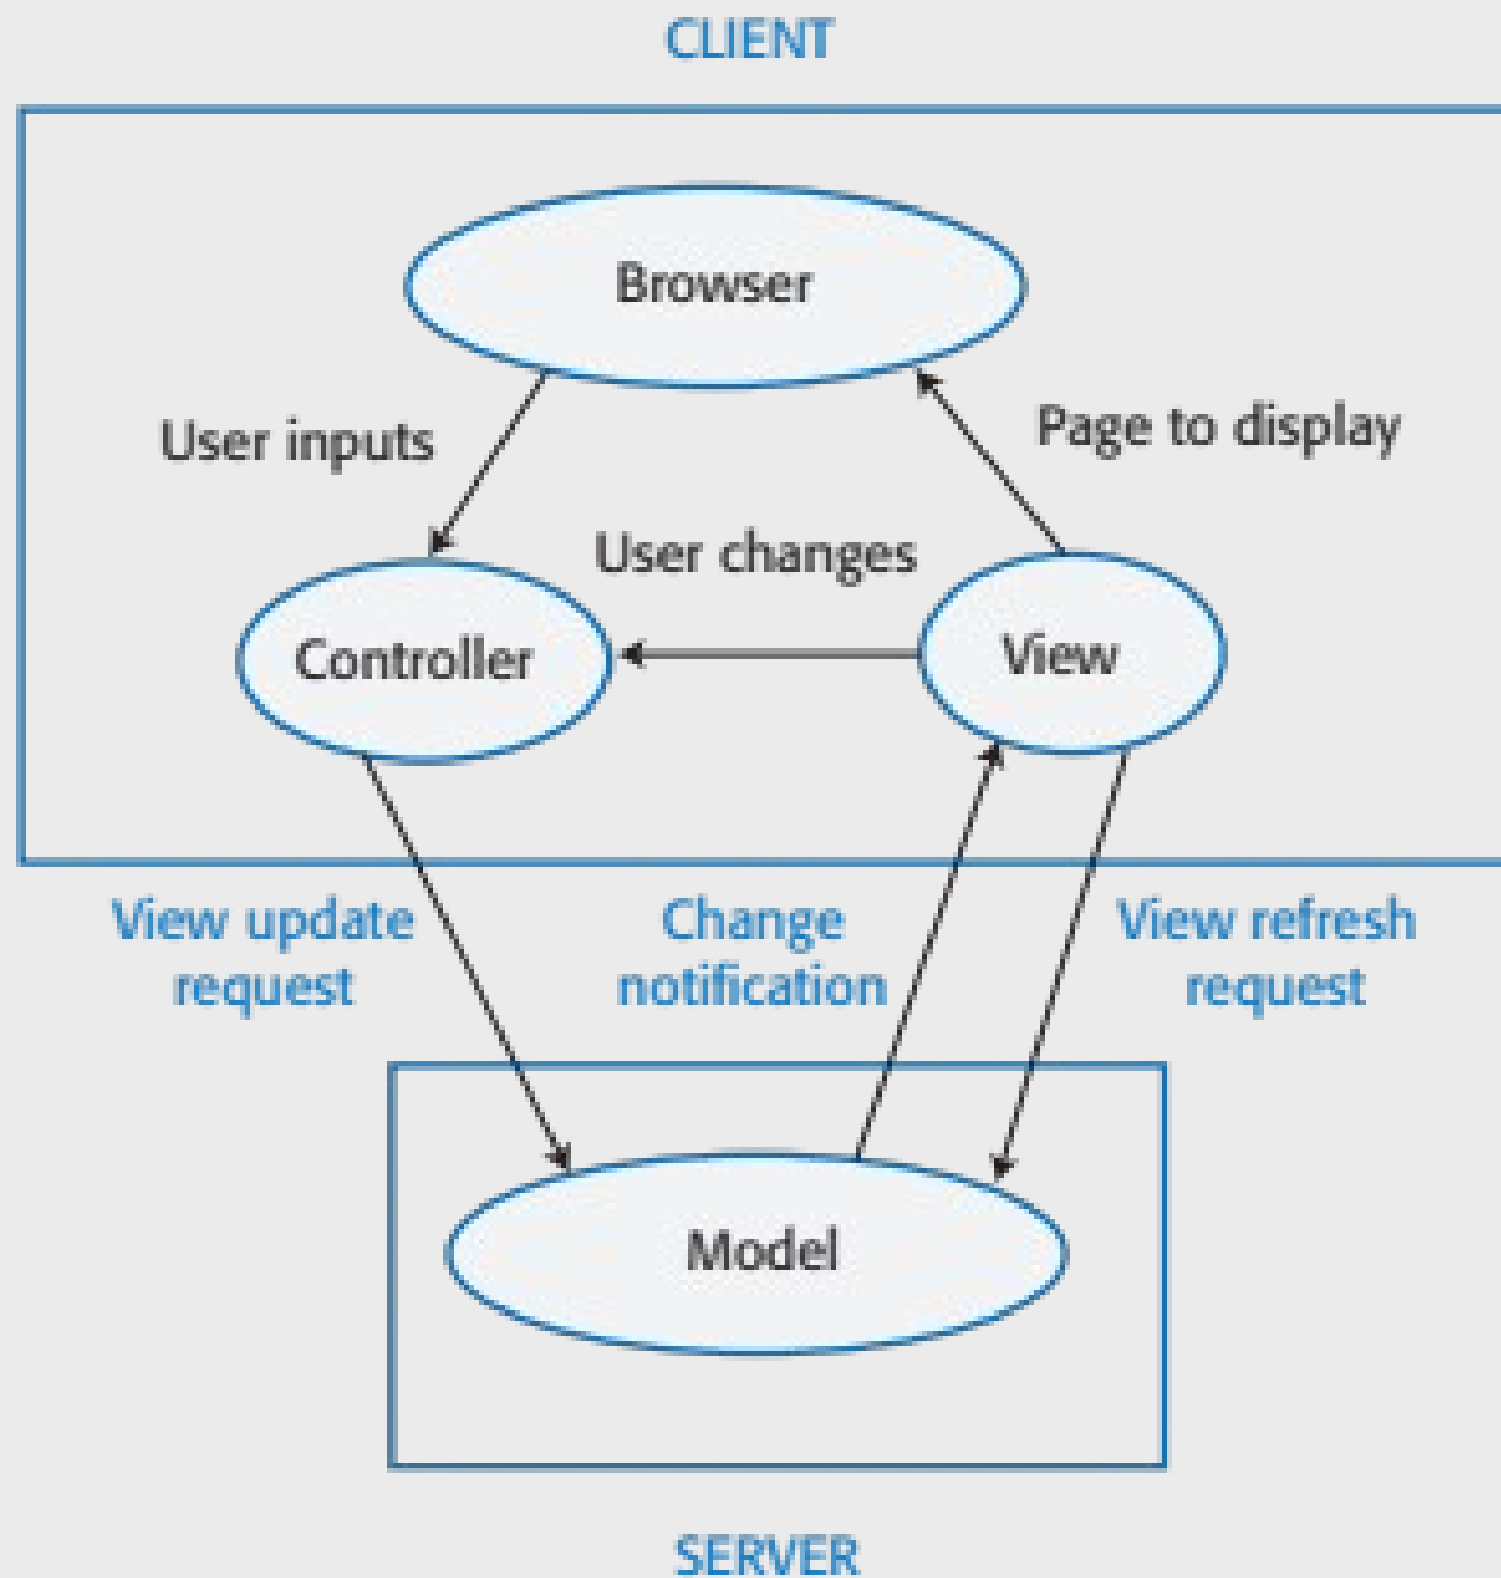 CLIENT
Browser
User inputs
Page to display
User changes
Controller
View
View update
request
Change
notification
View refresh
request
Model
SERVER